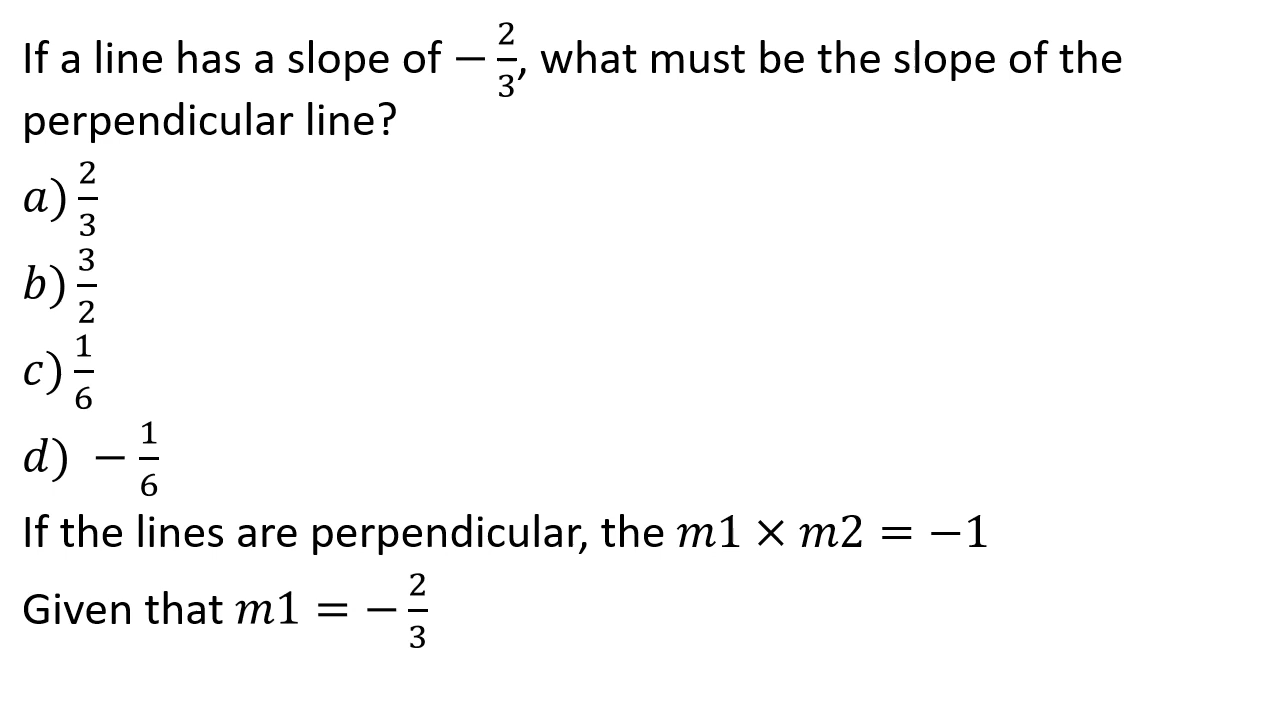 If a line has a slope of −2/3, what must be the slope of the
perpendicular line?
a) 2/3
b) 3/2
c) 1/6
d) −1/6
If the lines are perpendicular, the m1 × m2 = −1
Given that m1 = −2/3